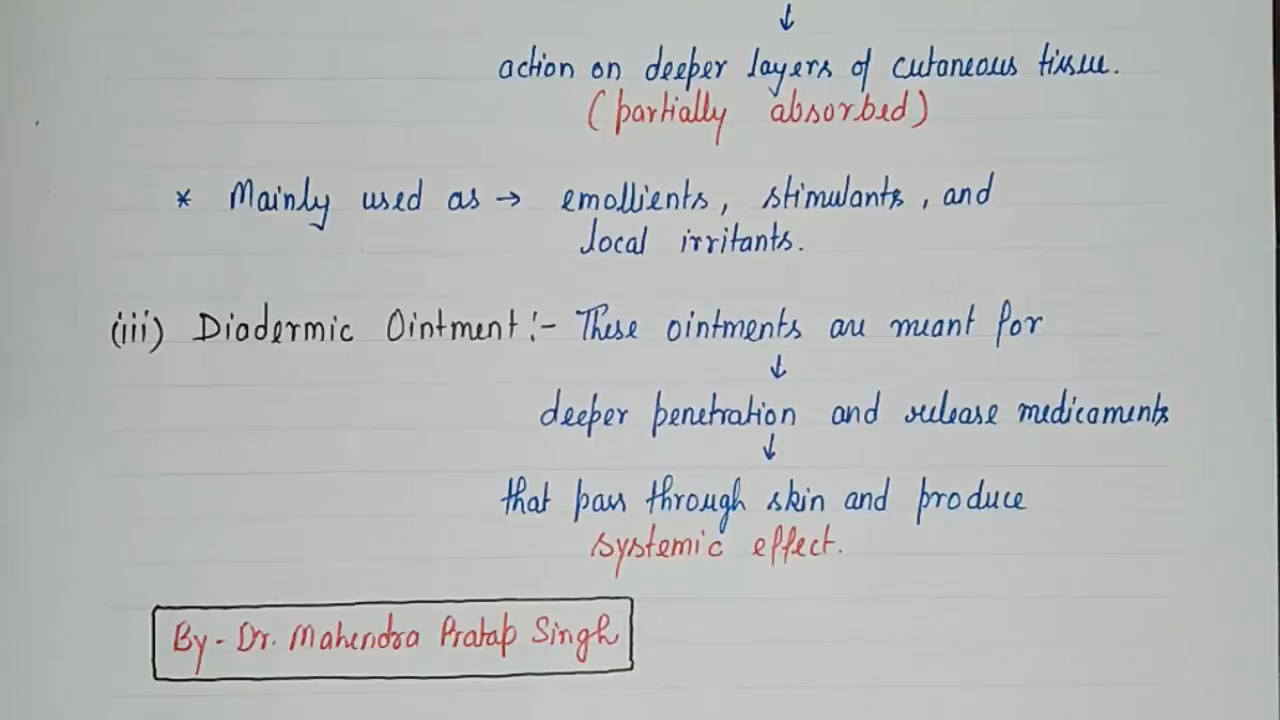 ↓
action on deeper layers of cutaneous tissue.
(partially absorbed)
* Mainly used as → emollients, stimulants, and
local irritants.
(iii) Diadermic Ointment:- These ointments are meant for
↓
deeper penetration and release medicaments
↓
that pass through skin and produce
systemic effect.
By - Dr. Mahendra Pratap Singh